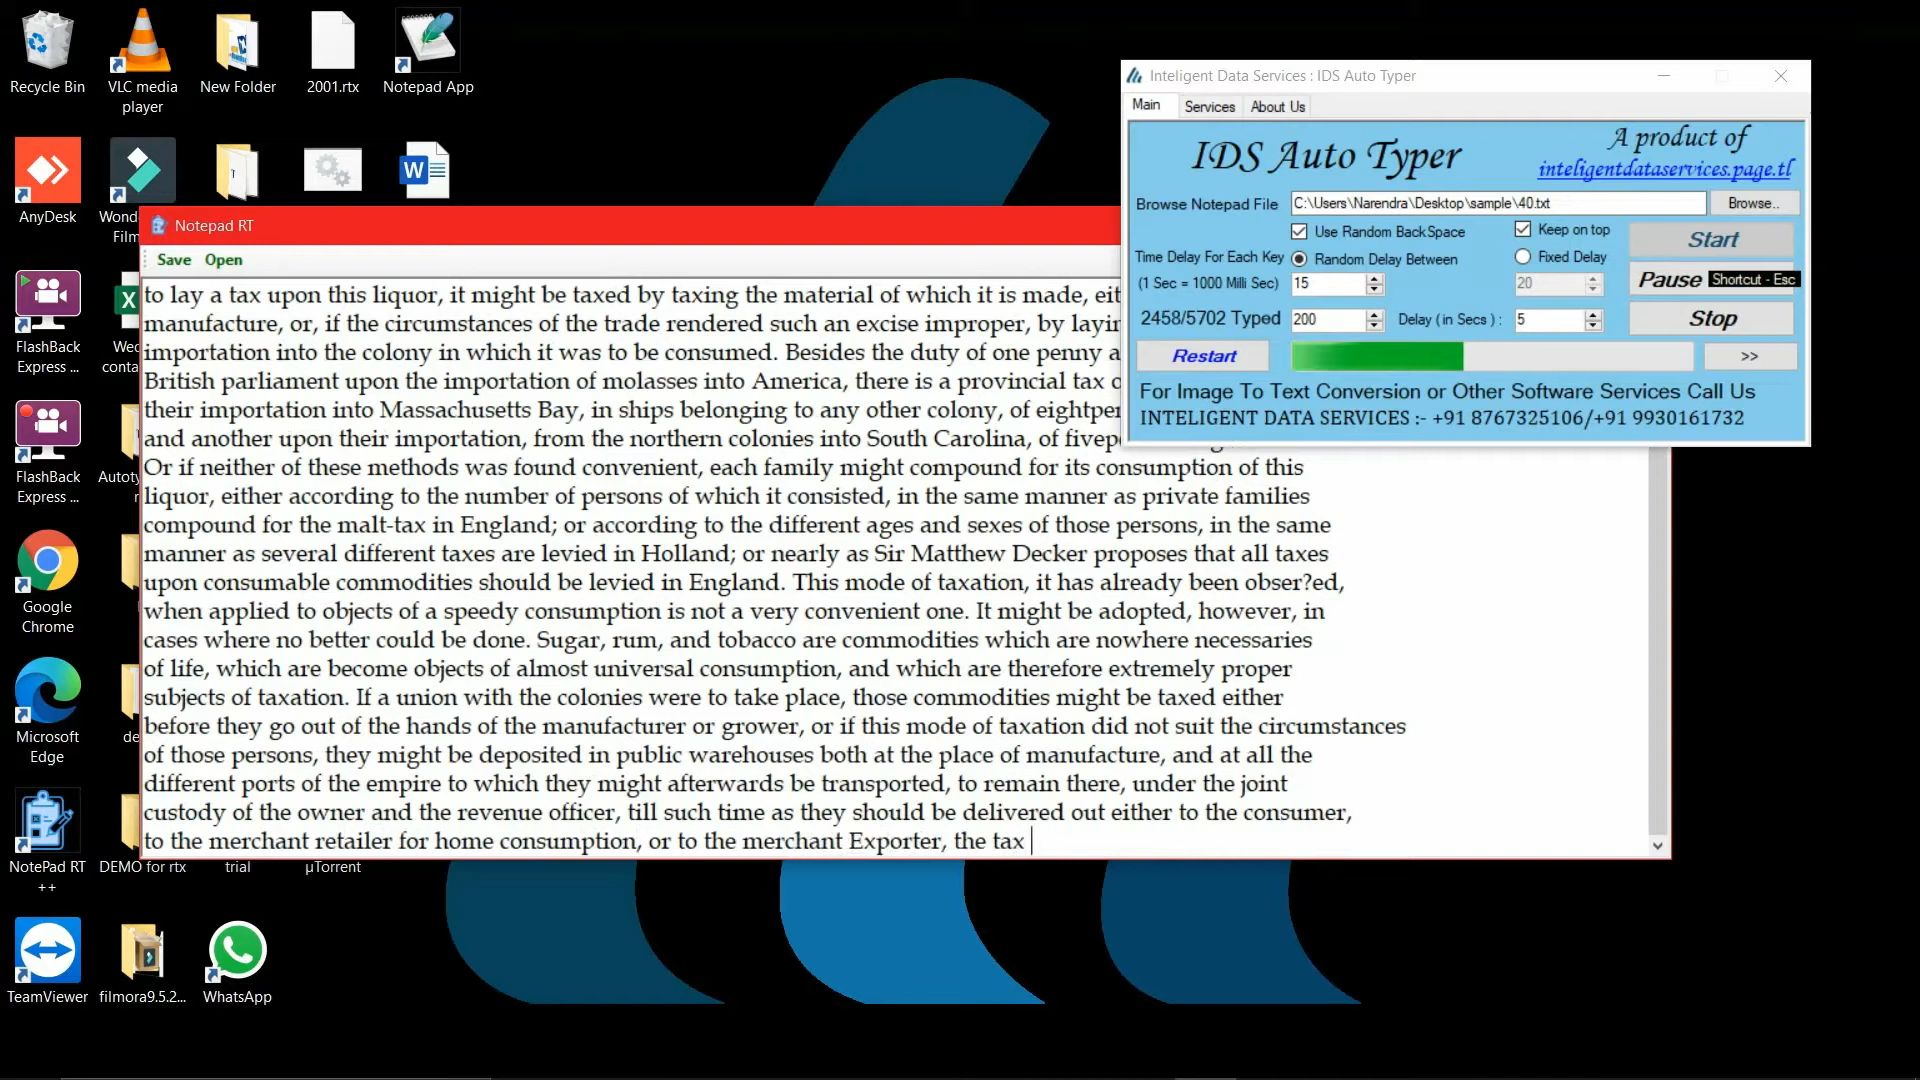 Recycle Bin
VLC media player
New Folder
2001.rtx
Notepad App
AnyDesk
Wond
Film
FlashBack Express ...
Wec
conta
FlashBack Express ...
Autoty
Google Chrome
Microsoft Edge
de
NotePad RT ++
DEMO for rtx
trial
µTorrent
TeamViewer
filmora9.5.2...
WhatsApp
Notepad RT
Save Open
to lay a tax upon this liquor, it might be taxed by taxing the material of which it is made, eit
manufacture, or, if the circumstances of the trade rendered such an excise improper, by layin
importation into the colony in which it was to be consumed. Besides the duty of one penny a
British parliament upon the importation of molasses into America, there is a provincial tax o
their importation into Massachusetts Bay, in ships belonging to any other colony, of eightper
and another upon their importation, from the northern colonies into South Carolina, of fivep
Or if neither of these methods was found convenient, each family might compound for its consumption of this
liquor, either according to the number of persons of which it consisted, in the same manner as private families
compound for the malt-tax in England; or according to the different ages and sexes of those persons, in the same
manner as several different taxes are levied in Holland; or nearly as Sir Matthew Decker proposes that all taxes
upon consumable commodities should be levied in England. This mode of taxation, it has already been obser?ed,
when applied to objects of a speedy consumption is not a very convenient one. It might be adopted, however, in
cases where no better could be done. Sugar, rum, and tobacco are commodities which are nowhere necessaries
of life, which are become objects of almost universal consumption, and which are therefore extremely proper
subjects of taxation. If a union with the colonies were to take place, those commodities might be taxed either
before they go out of the hands of the manufacturer or grower, or if this mode of taxation did not suit the circumstances
of those persons, they might be deposited in public warehouses both at the place of manufacture, and at all the
different ports of the empire to which they might afterwards be transported, to remain there, under the joint
custody of the owner and the revenue officer, till such time as they should be delivered out either to the consumer,
to the merchant retailer for home consumption, or to the merchant Exporter, the tax
Inteligent Data Services : IDS Auto Typer
Main Services About Us
IDS Auto Typer
A product of
inteligentdataservices.page.tl
Browse Notepad File C:\Users\Narendra\Desktop\sample\40.txt Browse..
Use Random BackSpace Keep on top Start
Time Delay For Each Key Random Delay Between Fixed Delay
(1 Sec = 1000 Milli Sec) 15 20 Pause Shortcut - Esc
2458/5702 Typed 200 Delay ( in Secs ) : 5 Stop
Restart >>
For Image To Text Conversion or Other Software Services Call Us
INTELIGENT DATA SERVICES :- +91 8767325106/+91 9930161732